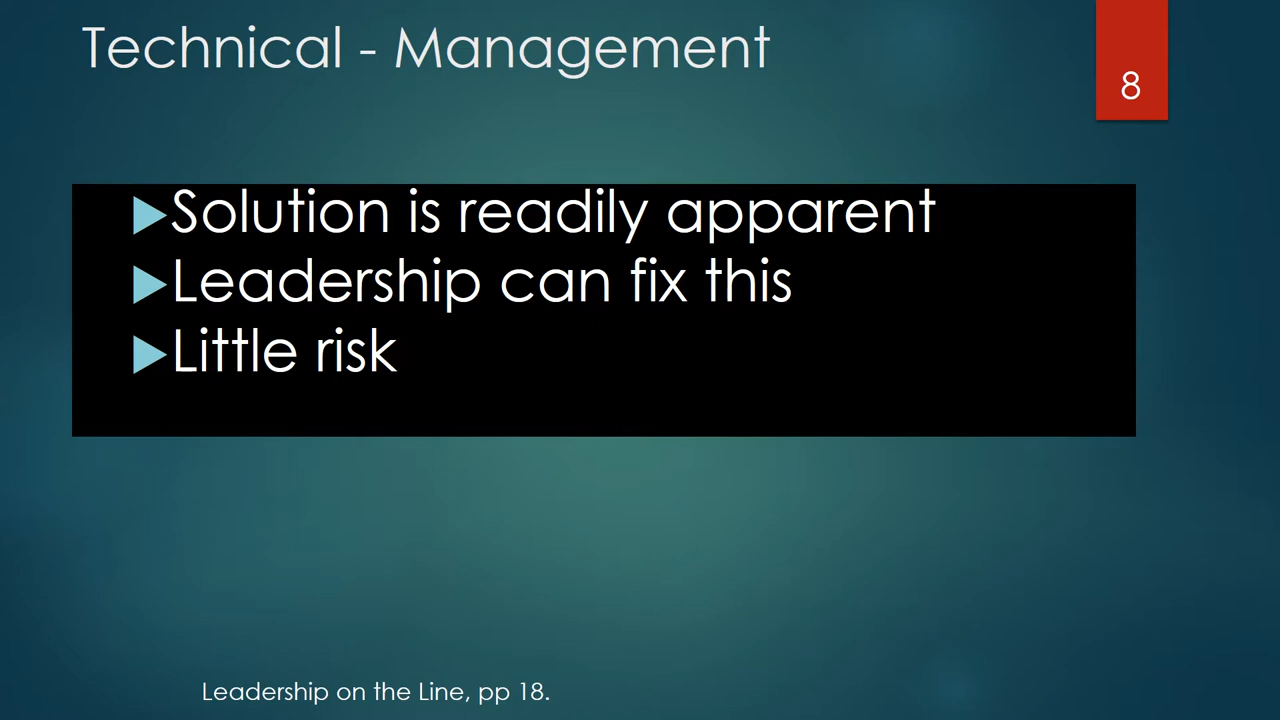 Technical - Management
8
Solution is readily apparent
Leadership can fix this
Little risk
Leadership on the Line, pp 18.